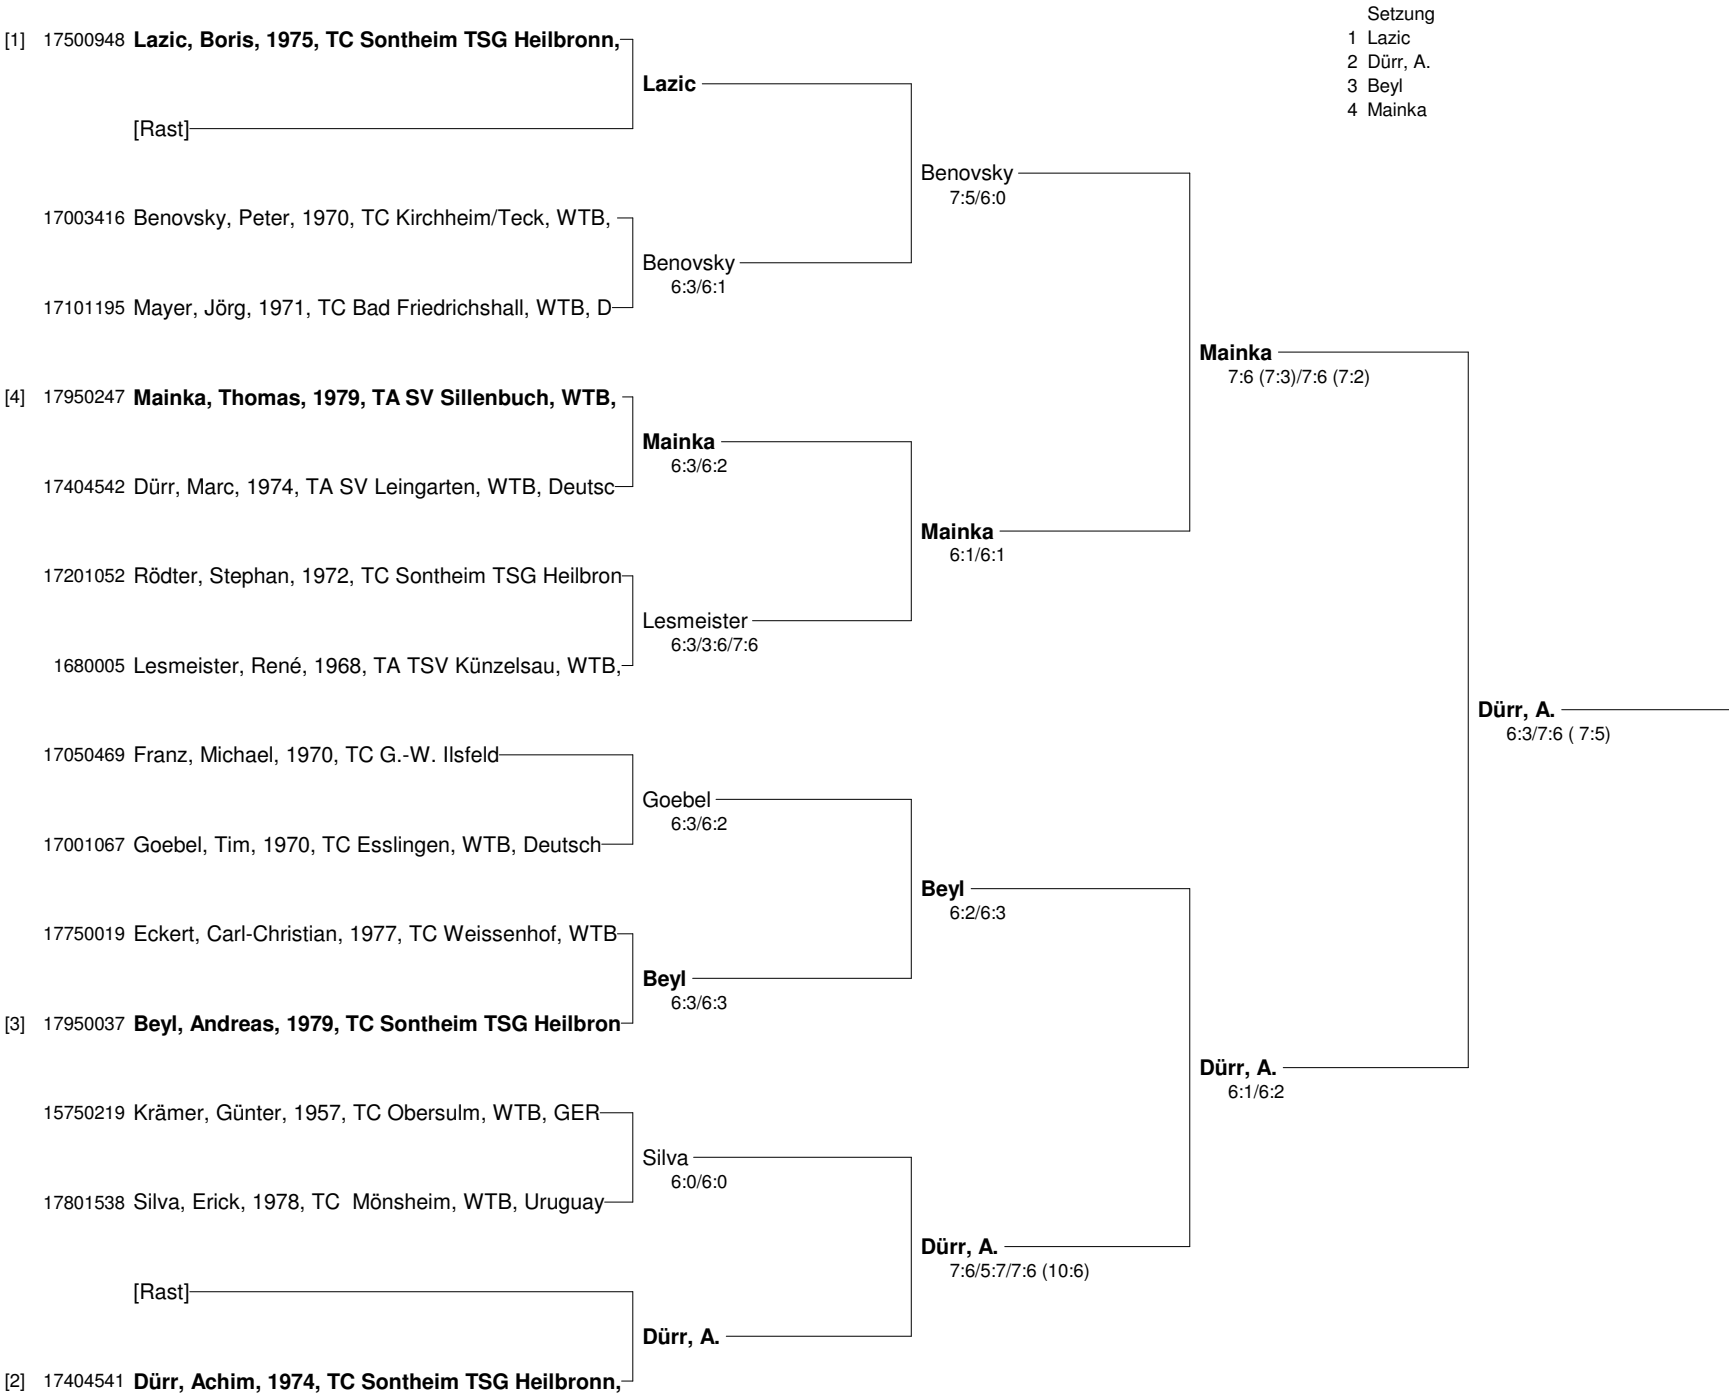 Setzung
1 Lazic
2 Dürr, A.
3 Beyl
4 Mainka
[1] 17500948 Lazic, Boris, 1975, TC Sontheim TSG Heilbronn,
Lazic
[Rast]
Benovsky
7:5/6:0
17003416 Benovsky, Peter, 1970, TC Kirchheim/Teck, WTB,
Benovsky
6:3/6:1
17101195 Mayer, Jörg, 1971, TC Bad Friedrichshall, WTB, D
Mainka
7:6 (7:3)/7:6 (7:2)
[4] 17950247 Mainka, Thomas, 1979, TA SV Sillenbuch, WTB,
Mainka
6:3/6:2
17404542 Dürr, Marc, 1974, TA SV Leingarten, WTB, Deutsc
Mainka
6:1/6:1
17201052 Rödter, Stephan, 1972, TC Sontheim TSG Heilbron
Lesmeister
6:3/3:6/7:6
1680005 Lesmeister, René, 1968, TA TSV Künzelsau, WTB,
Dürr, A.
6:3/7:6 ( 7:5)
17050469 Franz, Michael, 1970, TC G.-W. Ilsfeld
Goebel
6:3/6:2
17001067 Goebel, Tim, 1970, TC Esslingen, WTB, Deutsch
Beyl
6:2/6:3
17750019 Eckert, Carl-Christian, 1977, TC Weissenhof, WTB
Beyl
6:3/6:3
[3] 17950037 Beyl, Andreas, 1979, TC Sontheim TSG Heilbron
Dürr, A.
6:1/6:2
15750219 Krämer, Günter, 1957, TC Obersulm, WTB, GER
Silva
6:0/6:0
17801538 Silva, Erick, 1978, TC  Mönsheim, WTB, Uruguay
Dürr, A.
7:6/5:7/7:6 (10:6)
[Rast]
Dürr, A.
[2] 17404541 Dürr, Achim, 1974, TC Sontheim TSG Heilbronn,